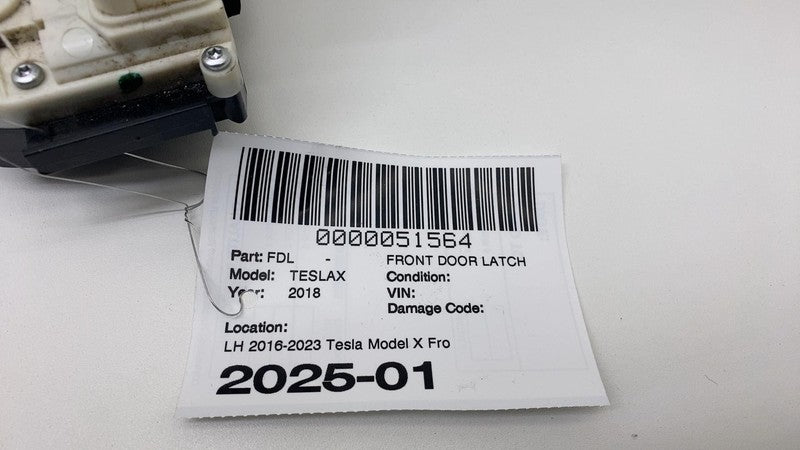 0000051564
Part: FDL - FRONT DOOR LATCH
Model: TESLAX Condition:
Year: 2018 VIN:
Damage Code:
Location:
LH 2016-2023 Tesla Model X Fro
2025-01